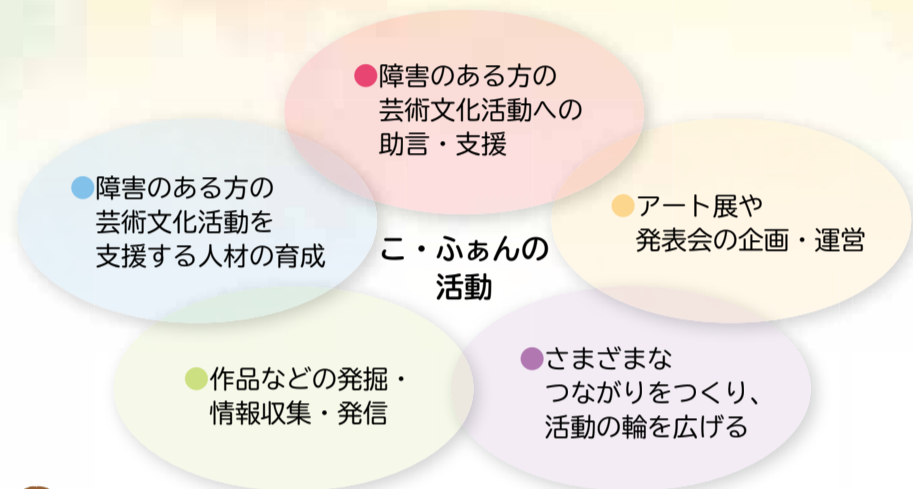 ●障害のある方の
芸術文化活動への
助言・支援
●障害のある方の
芸術文化活動を
支援する人材の育成
●アート展や
発表会の企画・運営
こ・ふぁんの
活動
●作品などの発掘・
情報収集・発信
●さまざまな
つながりをつくり、
活動の輪を広げる